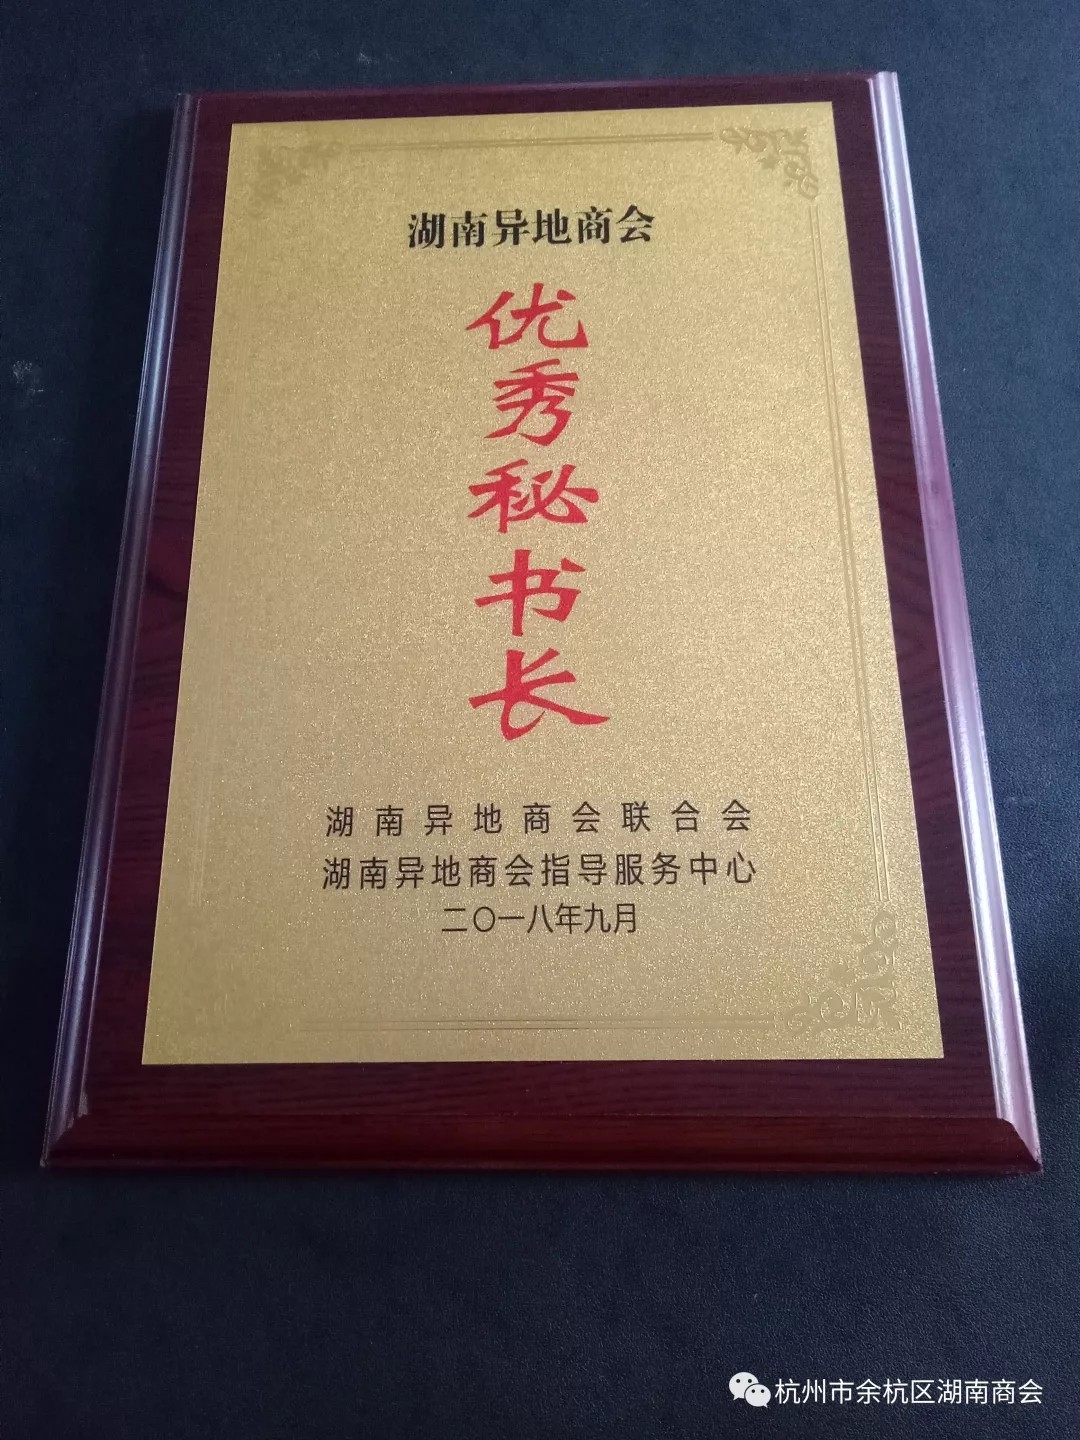 湖南异地商会
优秀秘书长
湖南异地商会联合会
湖南异地商会指导服务中心
二〇一八年九月
杭州市余杭区湖南商会